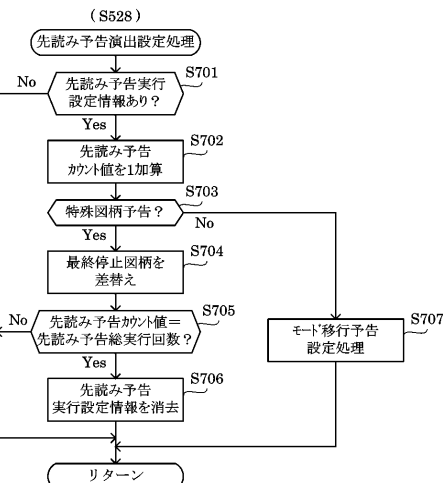 (S528)
先読み予告演出設定処理
S701
No
先読み予告実行
設定情報あり?
Yes
S702
先読み予告
カウント値を1加算
S703
特殊図柄予告?
No
Yes
S704
最終停止図柄を
差替え
S705
No
先読み予告カウント値=
先読み予告総実行回数?
S707
モード移行予告
設定処理
Yes
S706
先読み予告
実行設定情報を消去
リターン